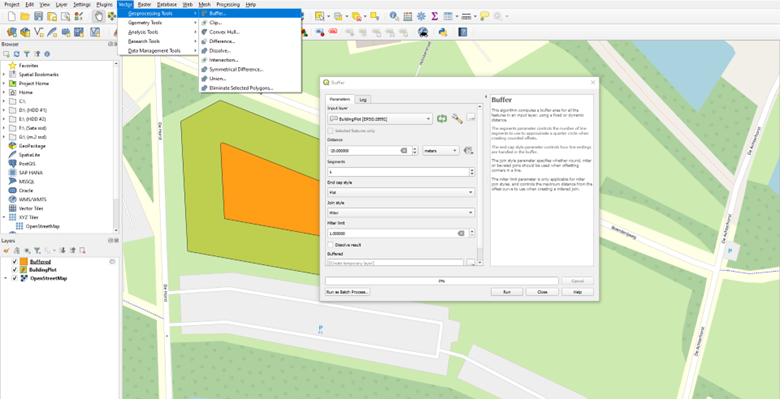 Project Edit View Layer Settings Plugins Vector Raster Database Web Mesh Processing Help
Geoprocessing Tools
Geometry Tools
Analysis Tools
Research Tools
Data Management Tools
Buffer...
Clip...
Convex Hull...
Difference...
Dissolve...
Intersection...
Symmetrical Difference...
Union...
Eliminate Selected Polygons...
Browser
Favorites
Spatial Bookmarks
Project Home
Home
C:\
D:\ (HDD #1)
E:\ (HDD #2)
F:\ (Sata ssd)
G:\ (m.2 ssd)
GeoPackage
SpatiaLite
PostGIS
SAP HANA
MSSQL
Oracle
WMS/WMTS
Vector Tiles
XYZ Tiles
OpenStreetMap
Layers
Buffered
BuildingPlot
OpenStreetMap
Buffer
Parameters Log
Input layer
BuildingPlot [EPSG:28992]
Selected features only
Distance
-10.000000 meters
Segments
End cap style
Flat
Join style
Miter
Miter limit
1.000000
Dissolve result
Buffered
[Create temporary layer]
Buffer
This algorithm computes a buffer area for all the
features in an input layer, using a fixed or dynamic
distance.
The segments parameter controls the number of line
segments to use to approximate a quarter circle when
creating rounded offsets.
The end cap style parameter controls how line endings
are handled in the buffer.
The join style parameter specifies whether round, miter
or beveled joins should be used when offsetting
corners in a line.
The miter limit parameter is only applicable for miter
join styles, and controls the maximum distance from the
offset curve to use when creating a mitered join.
0% Cancel
Run as Batch Process... Run Close Help
De Horst
De Horst
De Achterhorst
De Achterhorst
P
P